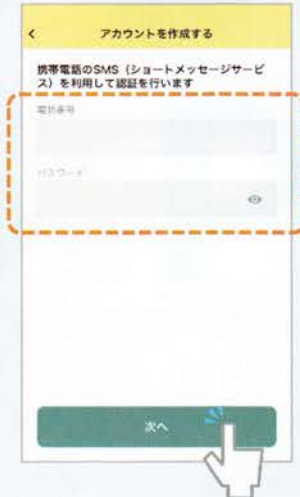 アカウントを作成する
携帯電話のSMS（ショートメッセージサービ
ス）を利用して認証を行います
電話番号
パスワード
次へ